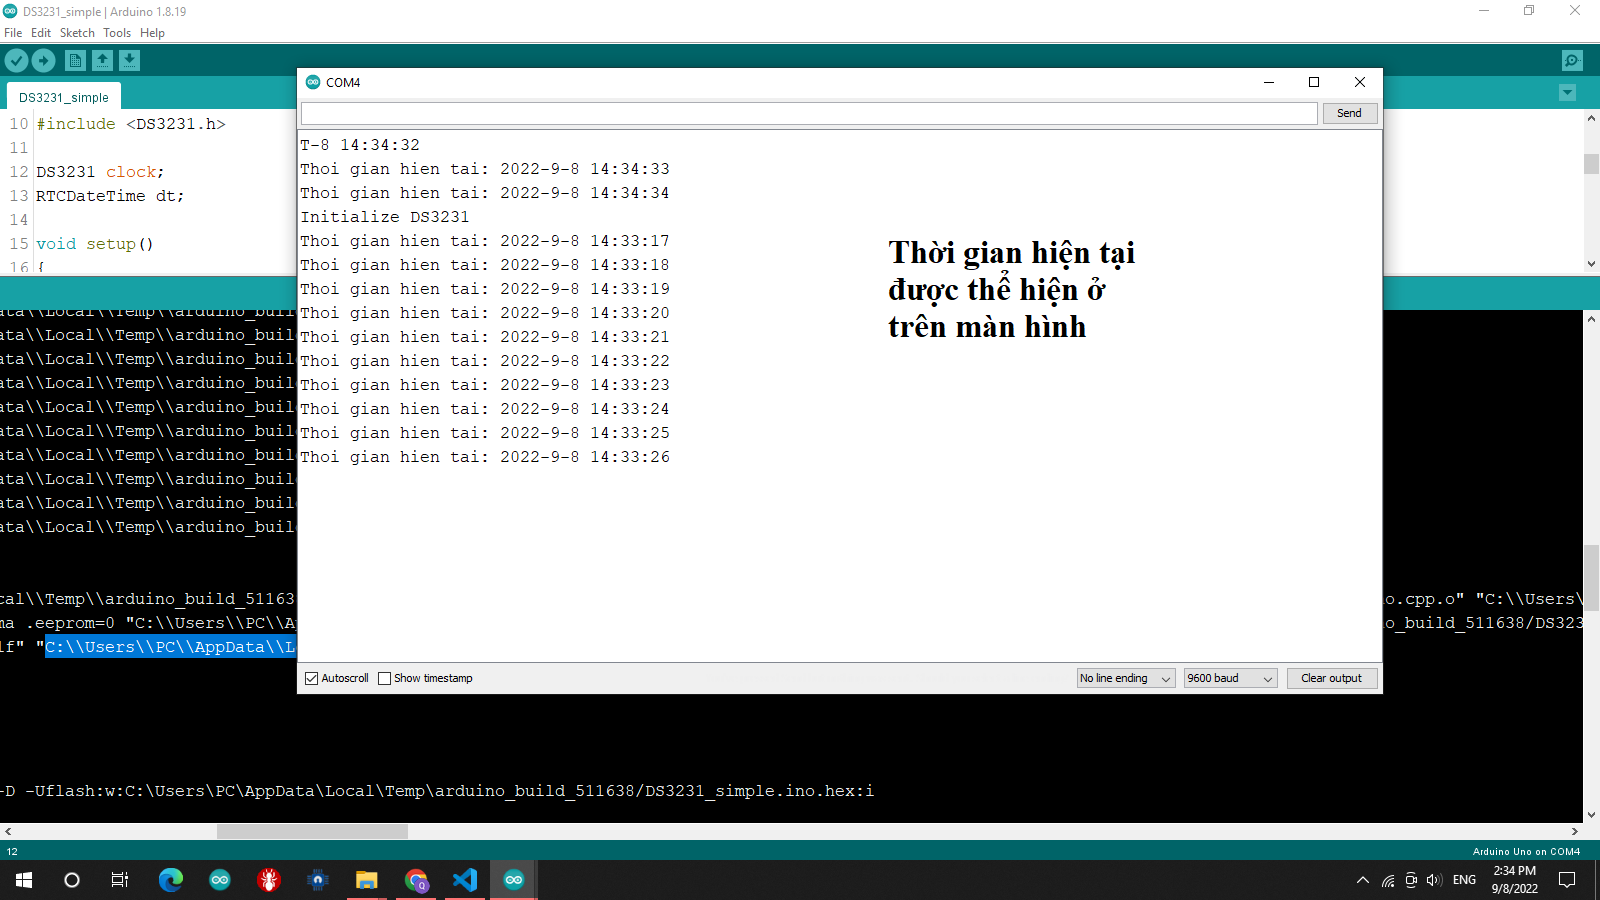 DS3231_simple | Arduino 1.8.19
File Edit Sketch Tools Help
DS3231_simple
10 #include <DS3231.h>
11
12 DS3231 clock;
13 RTCDateTime dt;
14
15 void setup()
16 {
COM4
Send
T-8 14:34:32
Thoi gian hien tai: 2022-9-8 14:34:33
Thoi gian hien tai: 2022-9-8 14:34:34
Initialize DS3231
Thoi gian hien tai: 2022-9-8 14:33:17
Thoi gian hien tai: 2022-9-8 14:33:18
Thoi gian hien tai: 2022-9-8 14:33:19
Thoi gian hien tai: 2022-9-8 14:33:20
Thoi gian hien tai: 2022-9-8 14:33:21
Thoi gian hien tai: 2022-9-8 14:33:22
Thoi gian hien tai: 2022-9-8 14:33:23
Thoi gian hien tai: 2022-9-8 14:33:24
Thoi gian hien tai: 2022-9-8 14:33:25
Thoi gian hien tai: 2022-9-8 14:33:26
Thời gian hiện tại
được thể hiện ở
trên màn hình
Autoscroll Show timestamp No line ending 9600 baud Clear output
ata\\Local\\Temp\\arduino_buil
ata\\Local\\Temp\\arduino_buil
ata\\Local\\Temp\\arduino_buil
ata\\Local\\Temp\\arduino_buil
ata\\Local\\Temp\\arduino_buil
ata\\Local\\Temp\\arduino_buil
ata\\Local\\Temp\\arduino_buil
ata\\Local\\Temp\\arduino_buil
ata\\Local\\Temp\\arduino_buil
ata\\Local\\Temp\\arduino_buil
cal\\Temp\\arduino_build_51163 o.cpp.o" "C:\\Users\
ma .eeprom=0 "C:\\Users\\PC\\A o_build_511638/DS323
lf" "C:\\Users\\PC\\AppData\\L
-D -Uflash:w:C:\Users\PC\AppData\Local\Temp\arduino_build_511638/DS3231_simple.ino.hex:i
12 Arduino Uno on COM4
Q
ENG
2:34 PM
9/8/2022